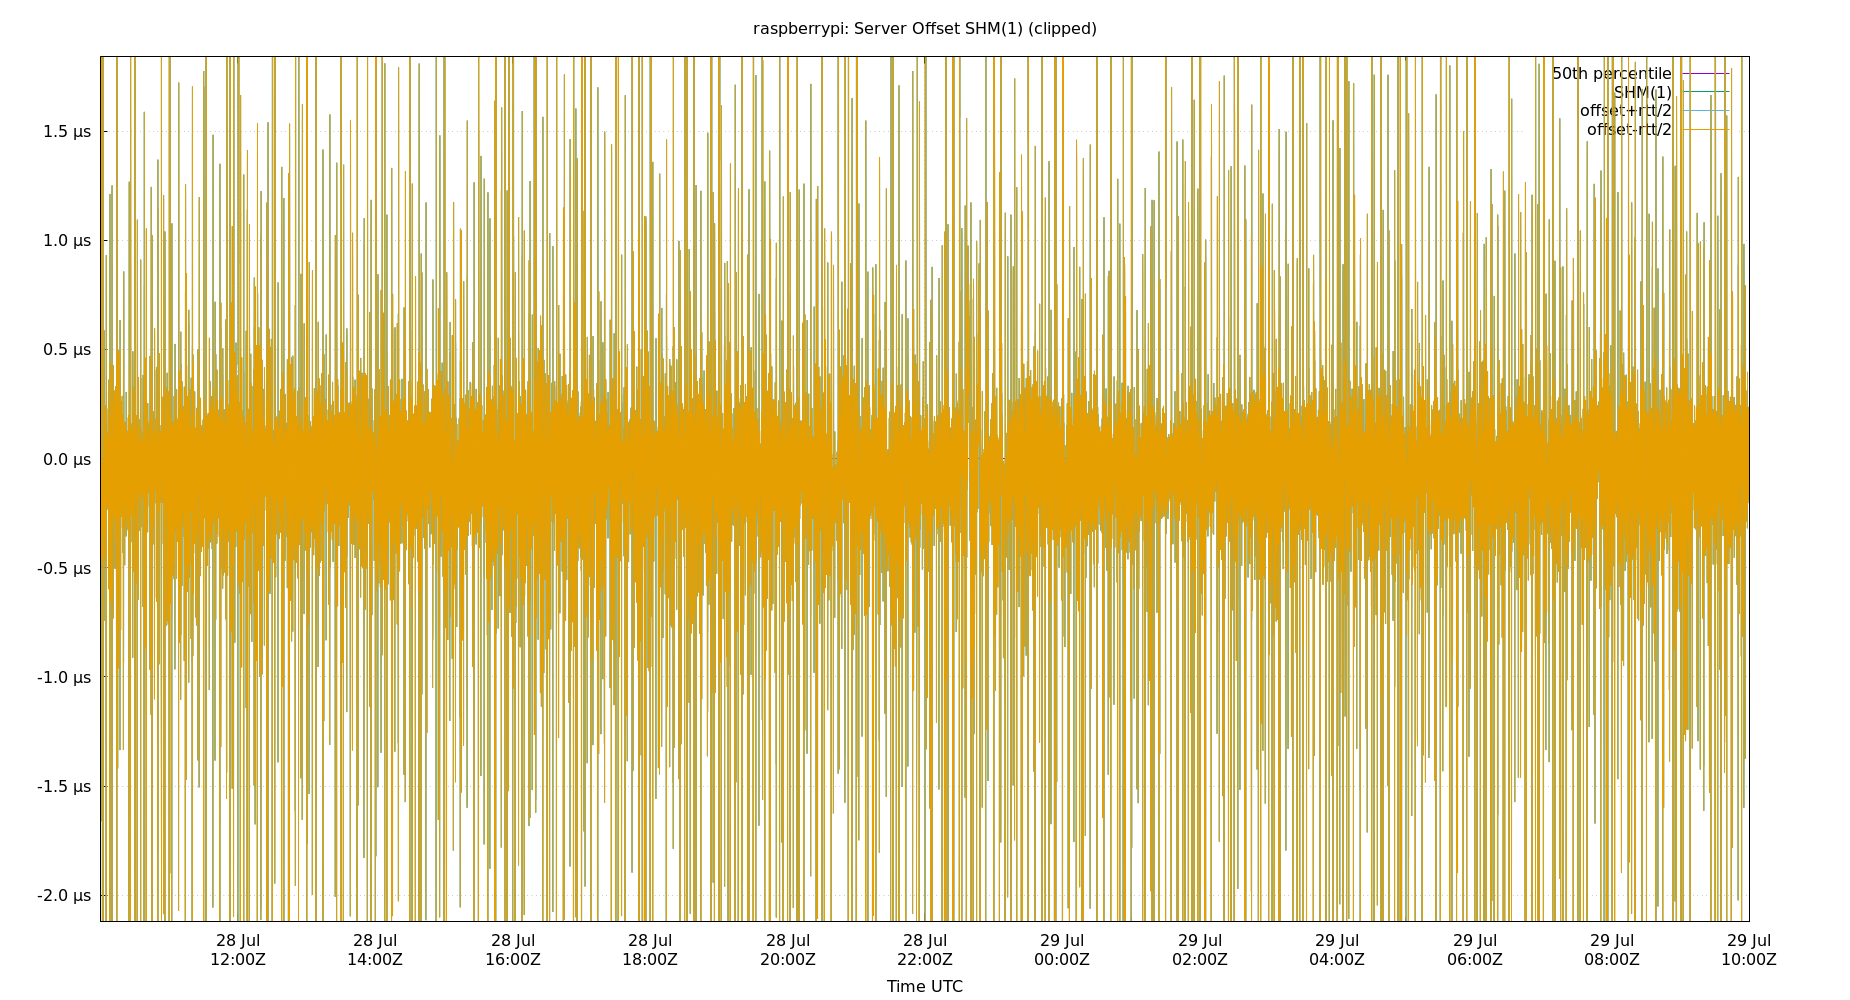 raspberrypi: Server Offset SHM(1) (clipped)
50th percentile
SHM(1)
offset+rtt/2
offset-rtt/2
1.5 µs
1.0 µs
0.5 µs
0.0 µs
-0.5 µs
-1.0 µs
-1.5 µs
-2.0 µs
28 Jul 28 Jul 28 Jul 28 Jul 28 Jul 28 Jul 29 Jul 29 Jul 29 Jul 29 Jul 29 Jul 29 Jul
12:00Z 14:00Z 16:00Z 18:00Z 20:00Z 22:00Z 00:00Z 02:00Z 04:00Z 06:00Z 08:00Z 10:00Z
Time UTC